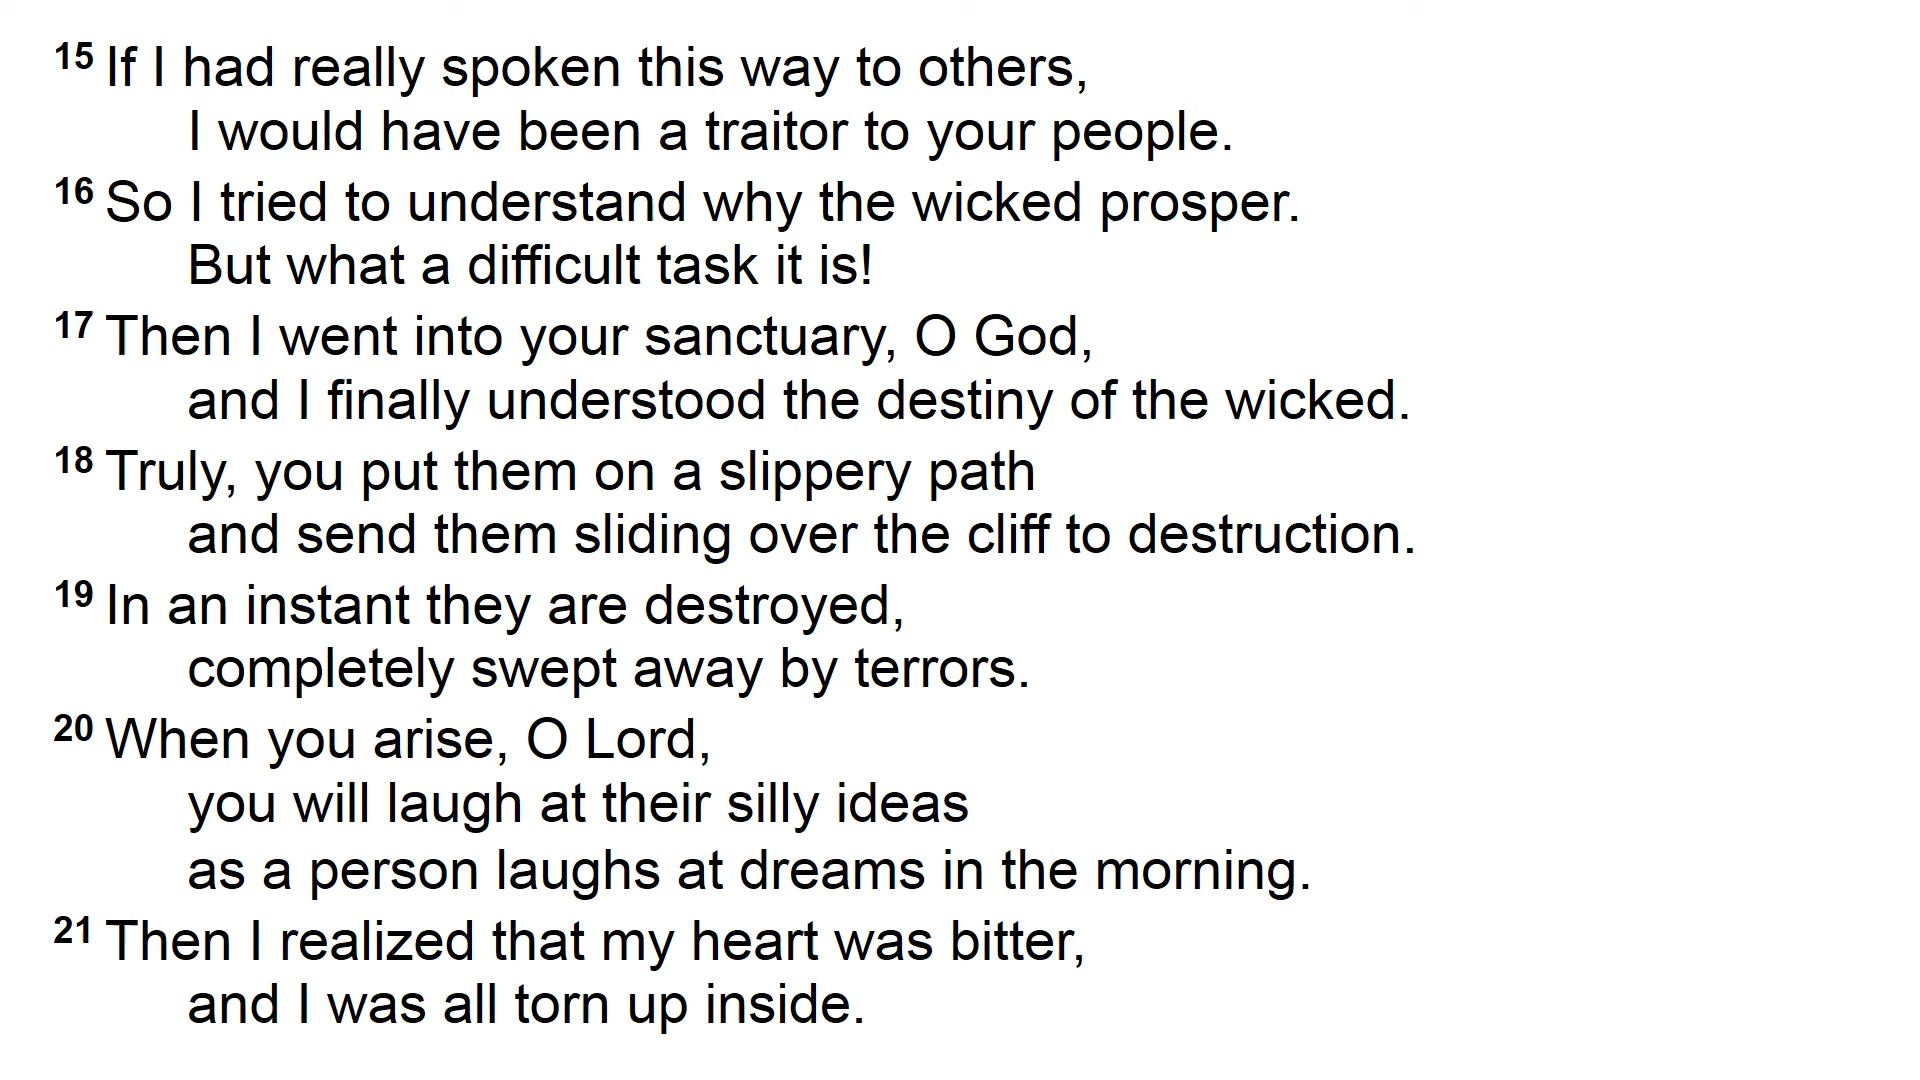 15 If I had really spoken this way to others,
I would have been a traitor to your people.
16 So I tried to understand why the wicked prosper.
But what a difficult task it is!
17 Then I went into your sanctuary, O God,
and I finally understood the destiny of the wicked.
18 Truly, you put them on a slippery path
and send them sliding over the cliff to destruction.
19 In an instant they are destroyed,
completely swept away by terrors.
20 When you arise, O Lord,
you will laugh at their silly ideas
as a person laughs at dreams in the morning.
21 Then I realized that my heart was bitter,
and I was all torn up inside.